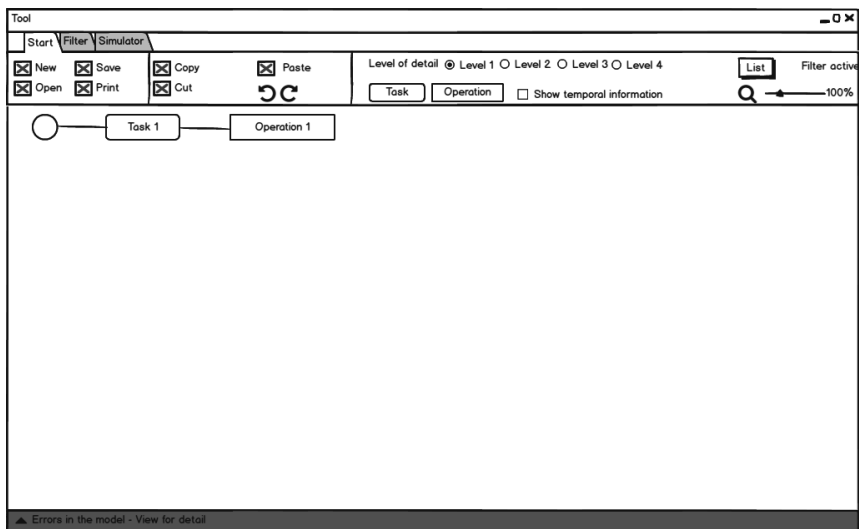 Tool
Start Filter Simulator
New Save Copy Paste Level of detail Level 1 Level 2 Level 3 Level 4 List Filter active
Open Print Cut Task Operation Show temporal information 100%
Task 1 Operation 1
Errors in the model - View for detail